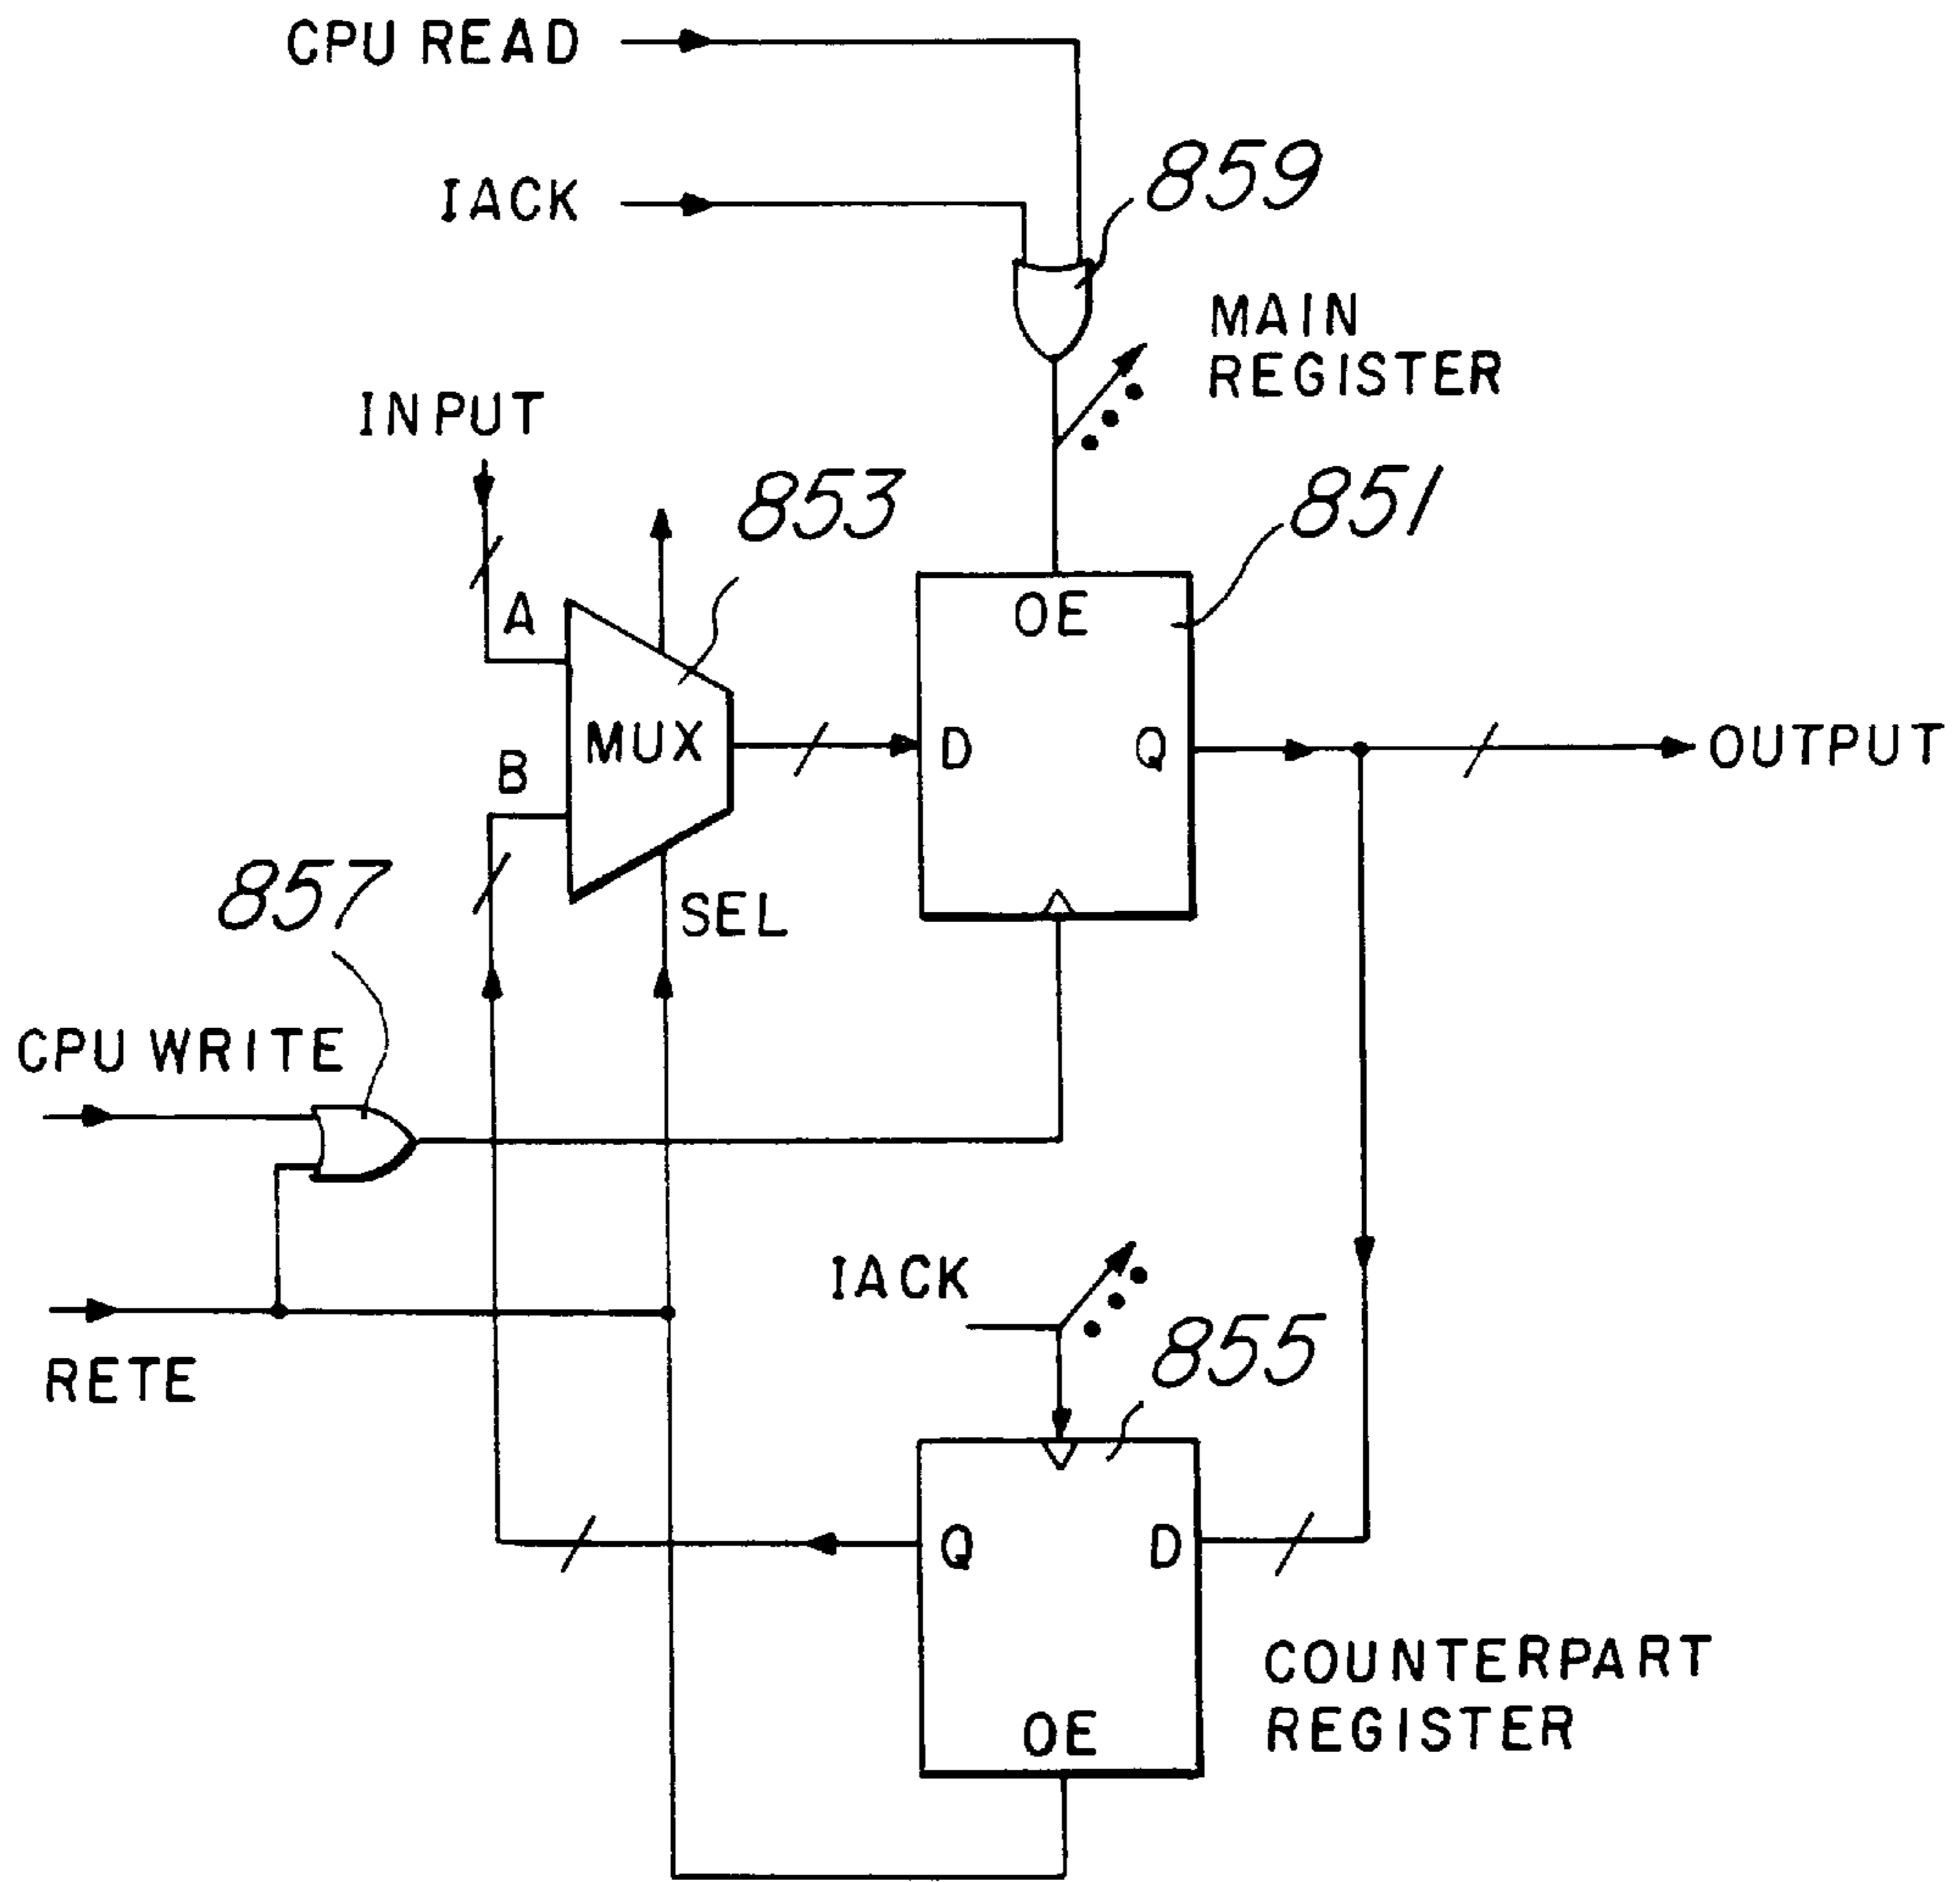 CPU READ
IACK
859
MAIN
REGISTER
INPUT
853
851
A
OE
MUX
D
Q
OUTPUT
B
857
SEL
CPU WRITE
IACK
855
RETE
Q
D
COUNTERPART
REGISTER
OE